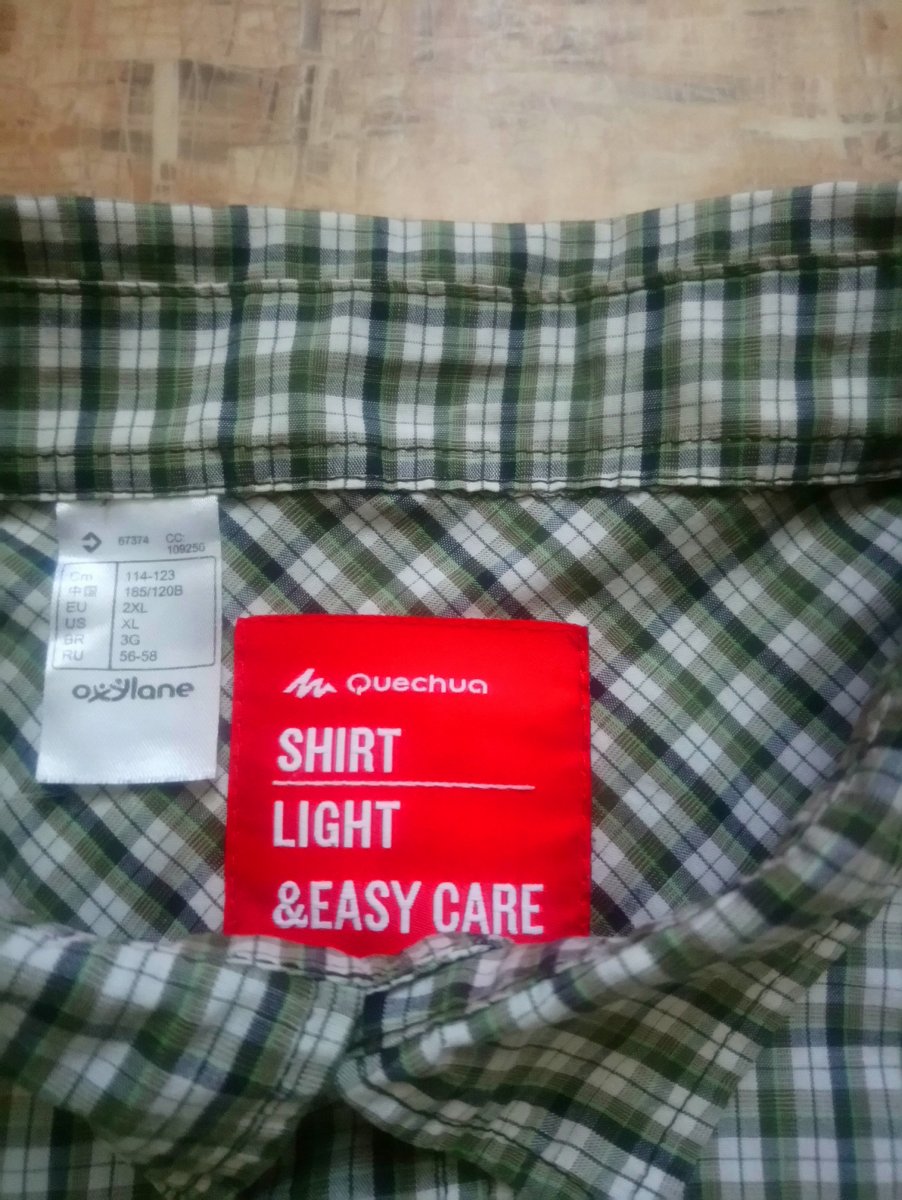 67374 CC:
109250
Cm 114-123
中国 185/120B
EU 2XL
US XL
BR 3G
RU 56-58
oxylane
Quechua
SHIRT
LIGHT
&EASY CARE